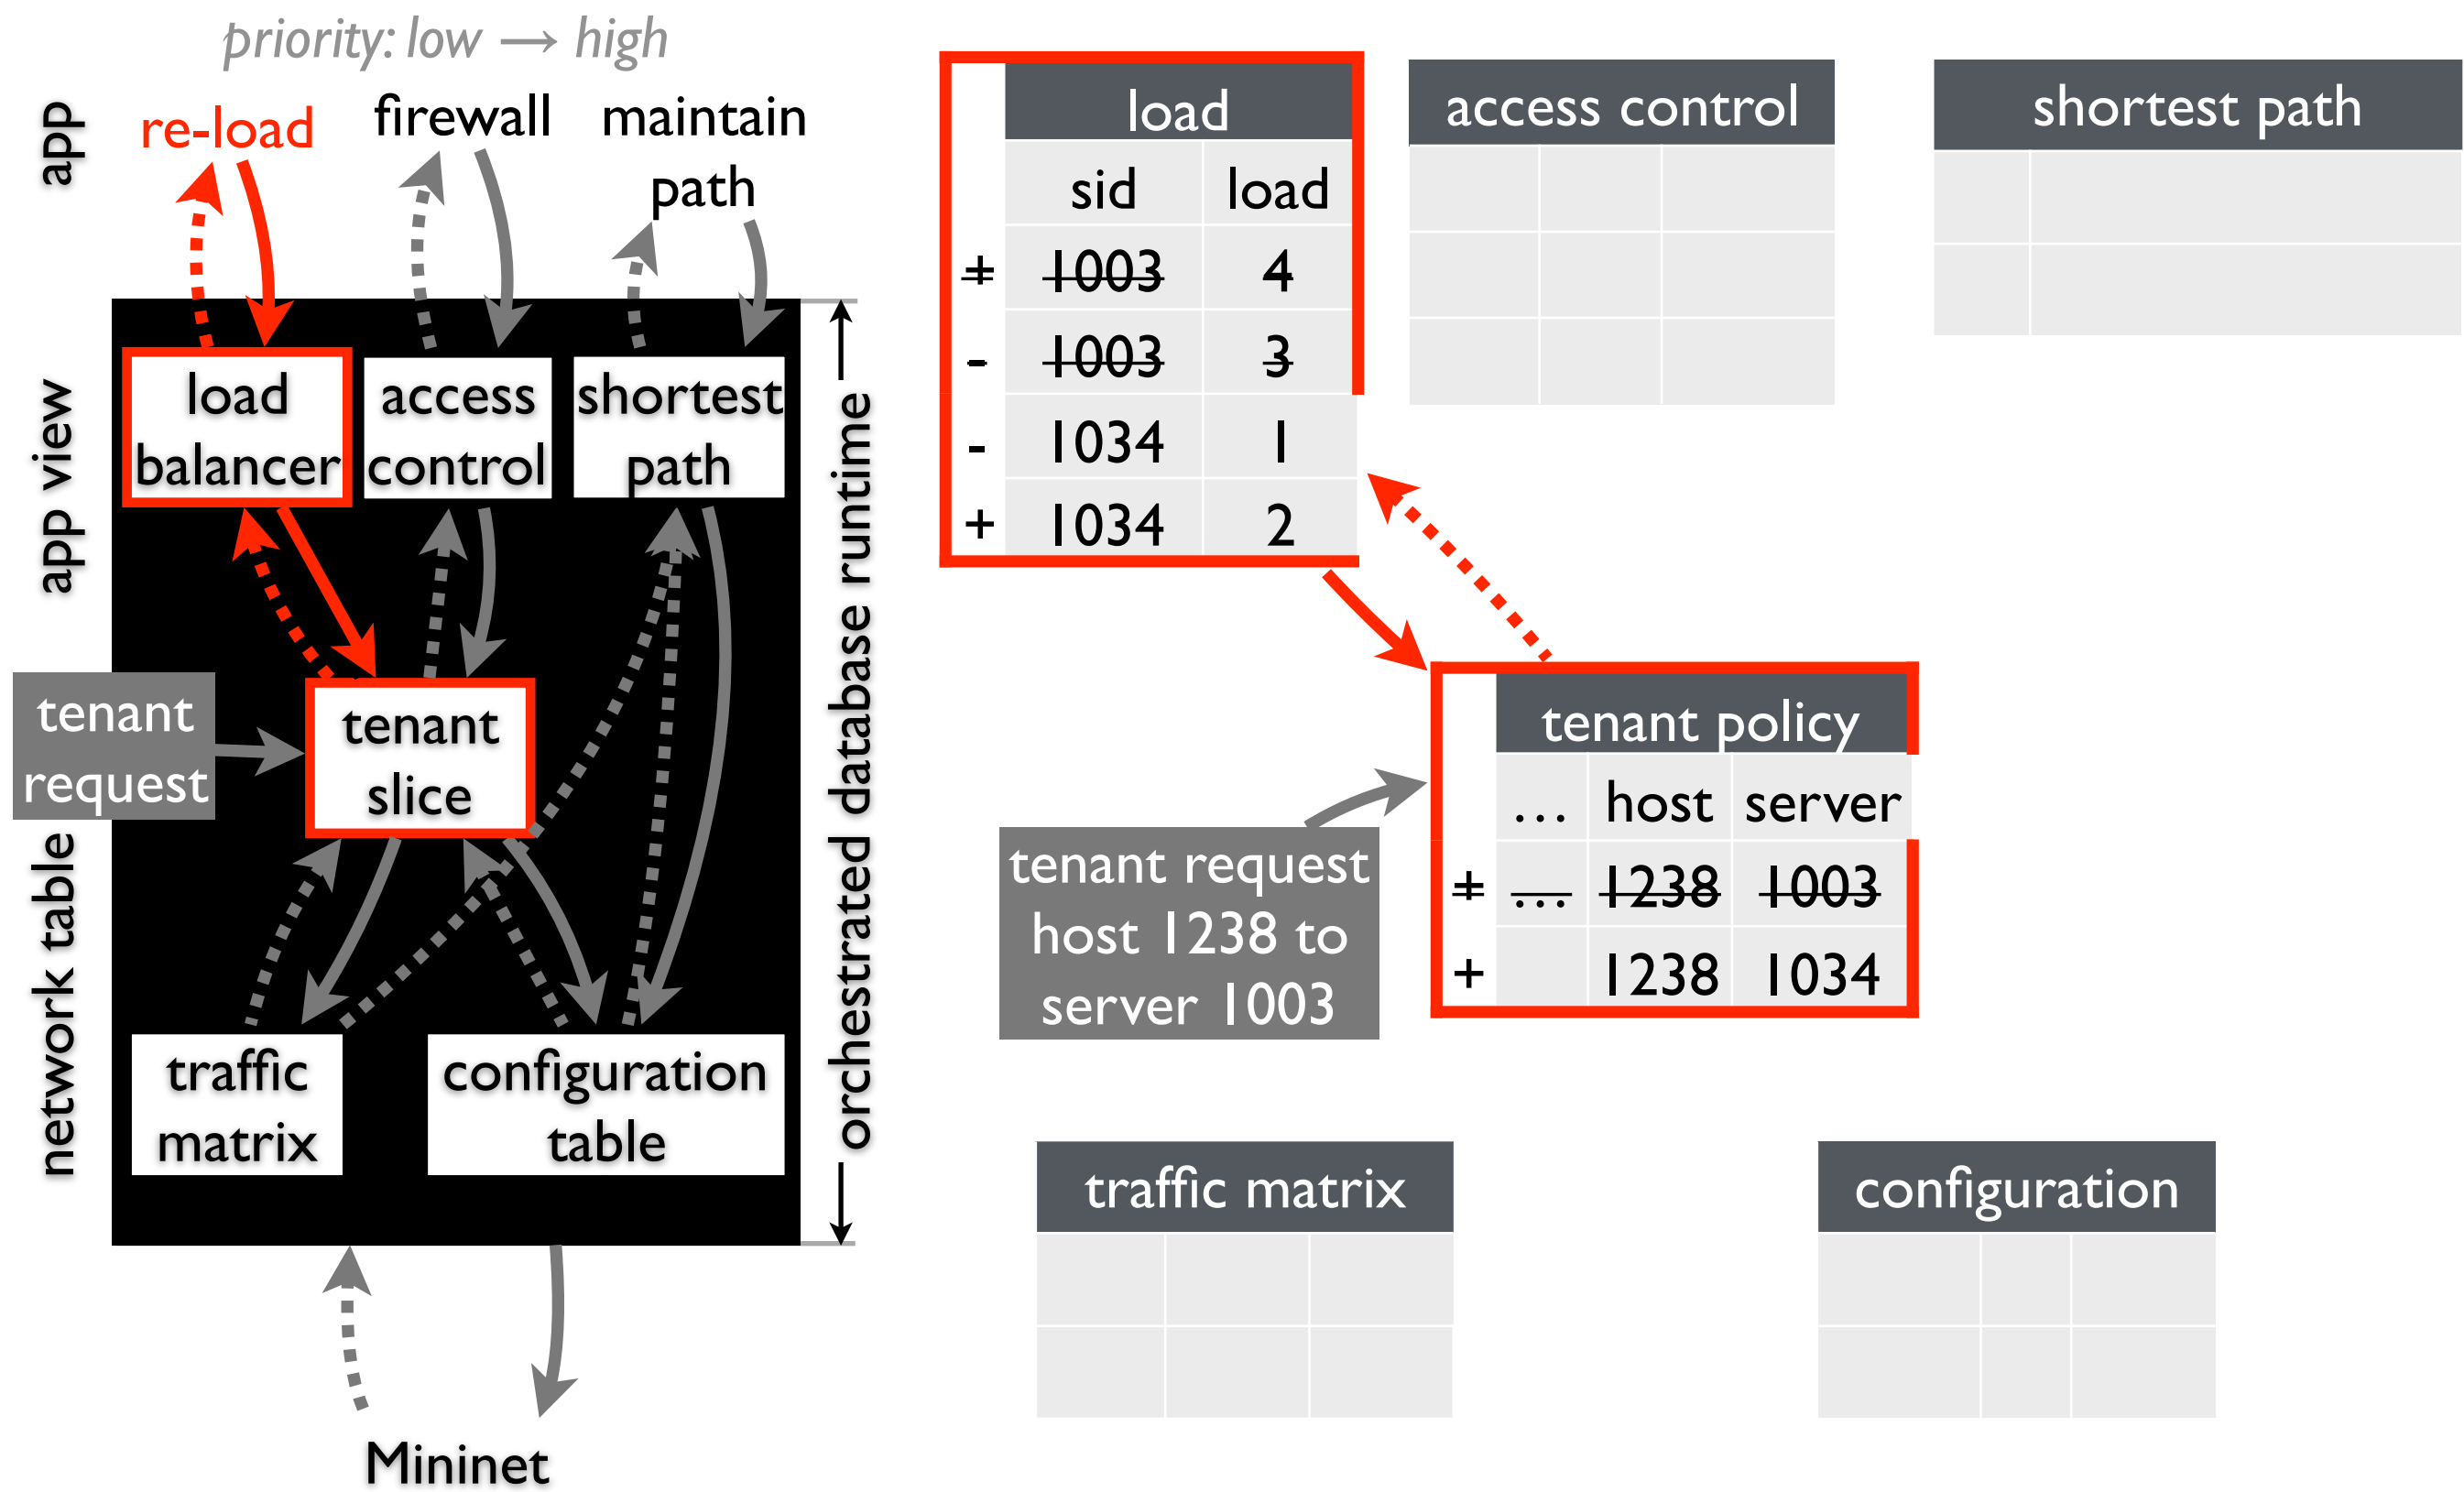 priority: low → high
app
re-load
firewall
maintain
path
app view
load
balancer
access
control
shortest
path
tenant
request
tenant
slice
network table
traffic
matrix
configuration
table
orchestrated database runtime
Mininet
load
sid load
+ 1003 4
- 1003 3
- 1034 1
+ 1034 2
access control
shortest path
tenant policy
... host server
+ ... 1238 1003
+ 1238 1034
tenant request
host 1238 to
server 1003
traffic matrix
configuration